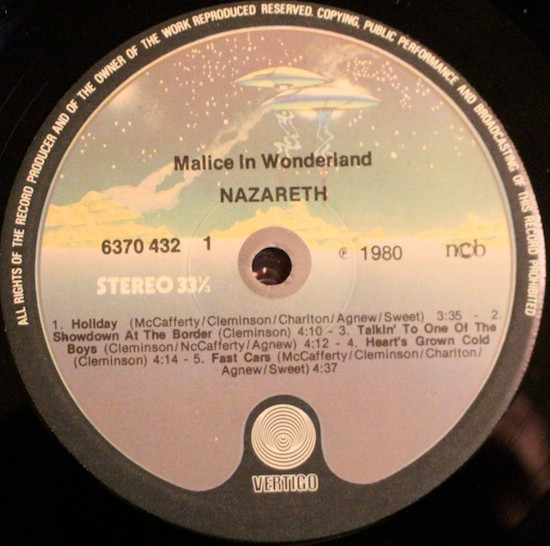 ALL RIGHTS OF THE RECORD PRODUCER AND OF THE OWNER OF THE WORK REPRODUCED RESERVED. COPYING, PUBLIC PERFORMANCE AND BROADCASTING OF THIS RECORD PROHIBITED
Malice In Wonderland
NAZARETH
6370 432 1 ℗ 1980 ncb
STEREO 33⅓
1. Holiday (McCafferty/Cleminson/Charlton/Agnew/Sweet) 3:35 - 2.
Showdown At The Border (Cleminson) 4:10 - 3. Talkin' To One Of The
Boys (Cleminson/NcCafferty/Agnew) 4:12 - 4. Heart's Grown Cold
(Cleminson) 4:14 - 5. Fast Cars (McCafferty/Cleminson/Charlton/
Agnew/Sweet) 4:37
VERTIGO